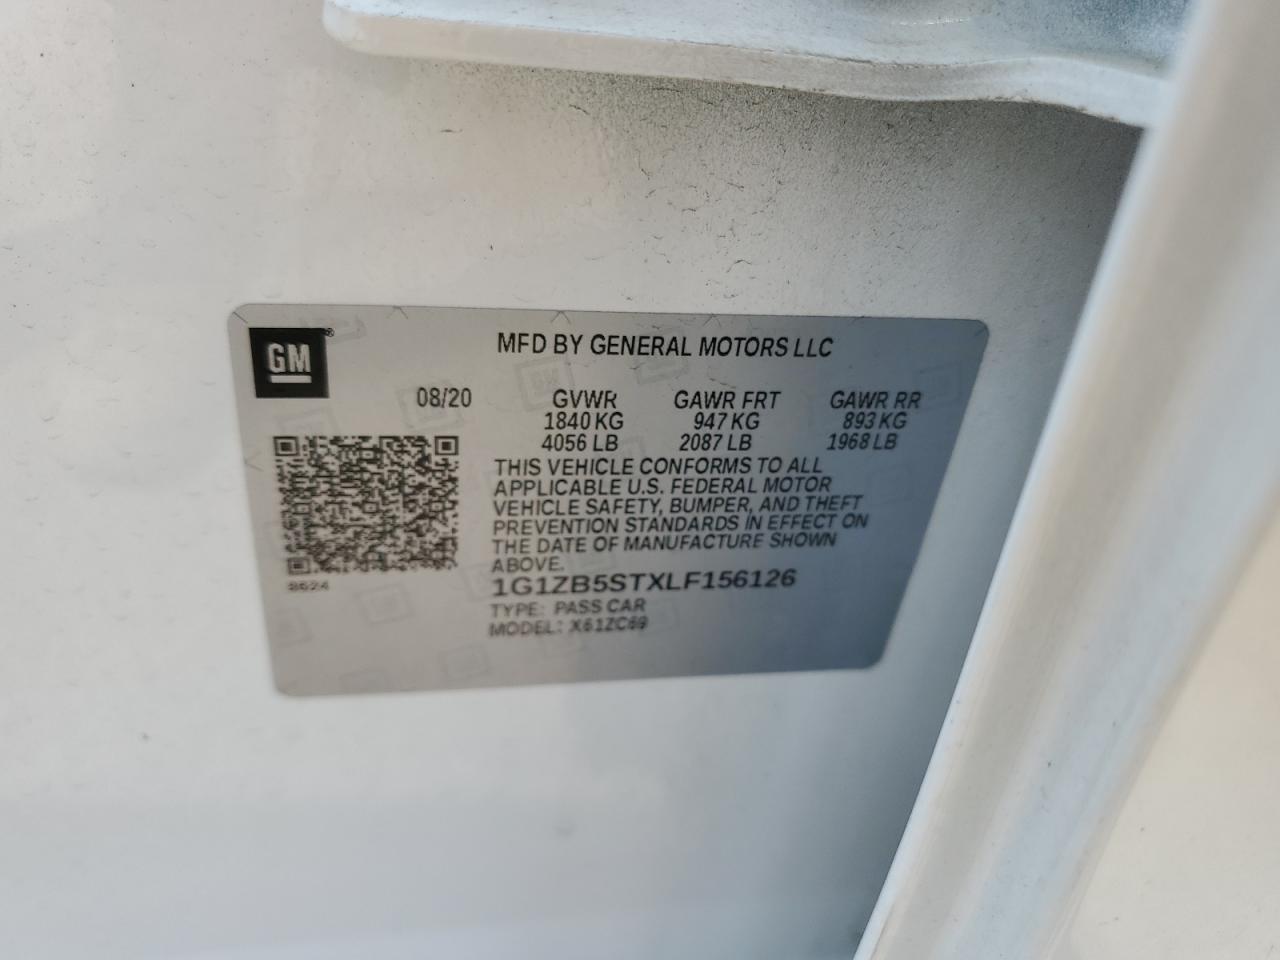 GM®
MFD BY GENERAL MOTORS LLC
08/20 GVWR GAWR FRT GAWR RR
1840 KG 947 KG 893 KG
4056 LB 2087 LB 1968 LB
THIS VEHICLE CONFORMS TO ALL
APPLICABLE U.S. FEDERAL MOTOR
VEHICLE SAFETY, BUMPER, AND THEFT
PREVENTION STANDARDS IN EFFECT ON
THE DATE OF MANUFACTURE SHOWN
ABOVE.
8624
1G1ZB5STXLF156126
TYPE: PASS CAR
MODEL: X61ZC69